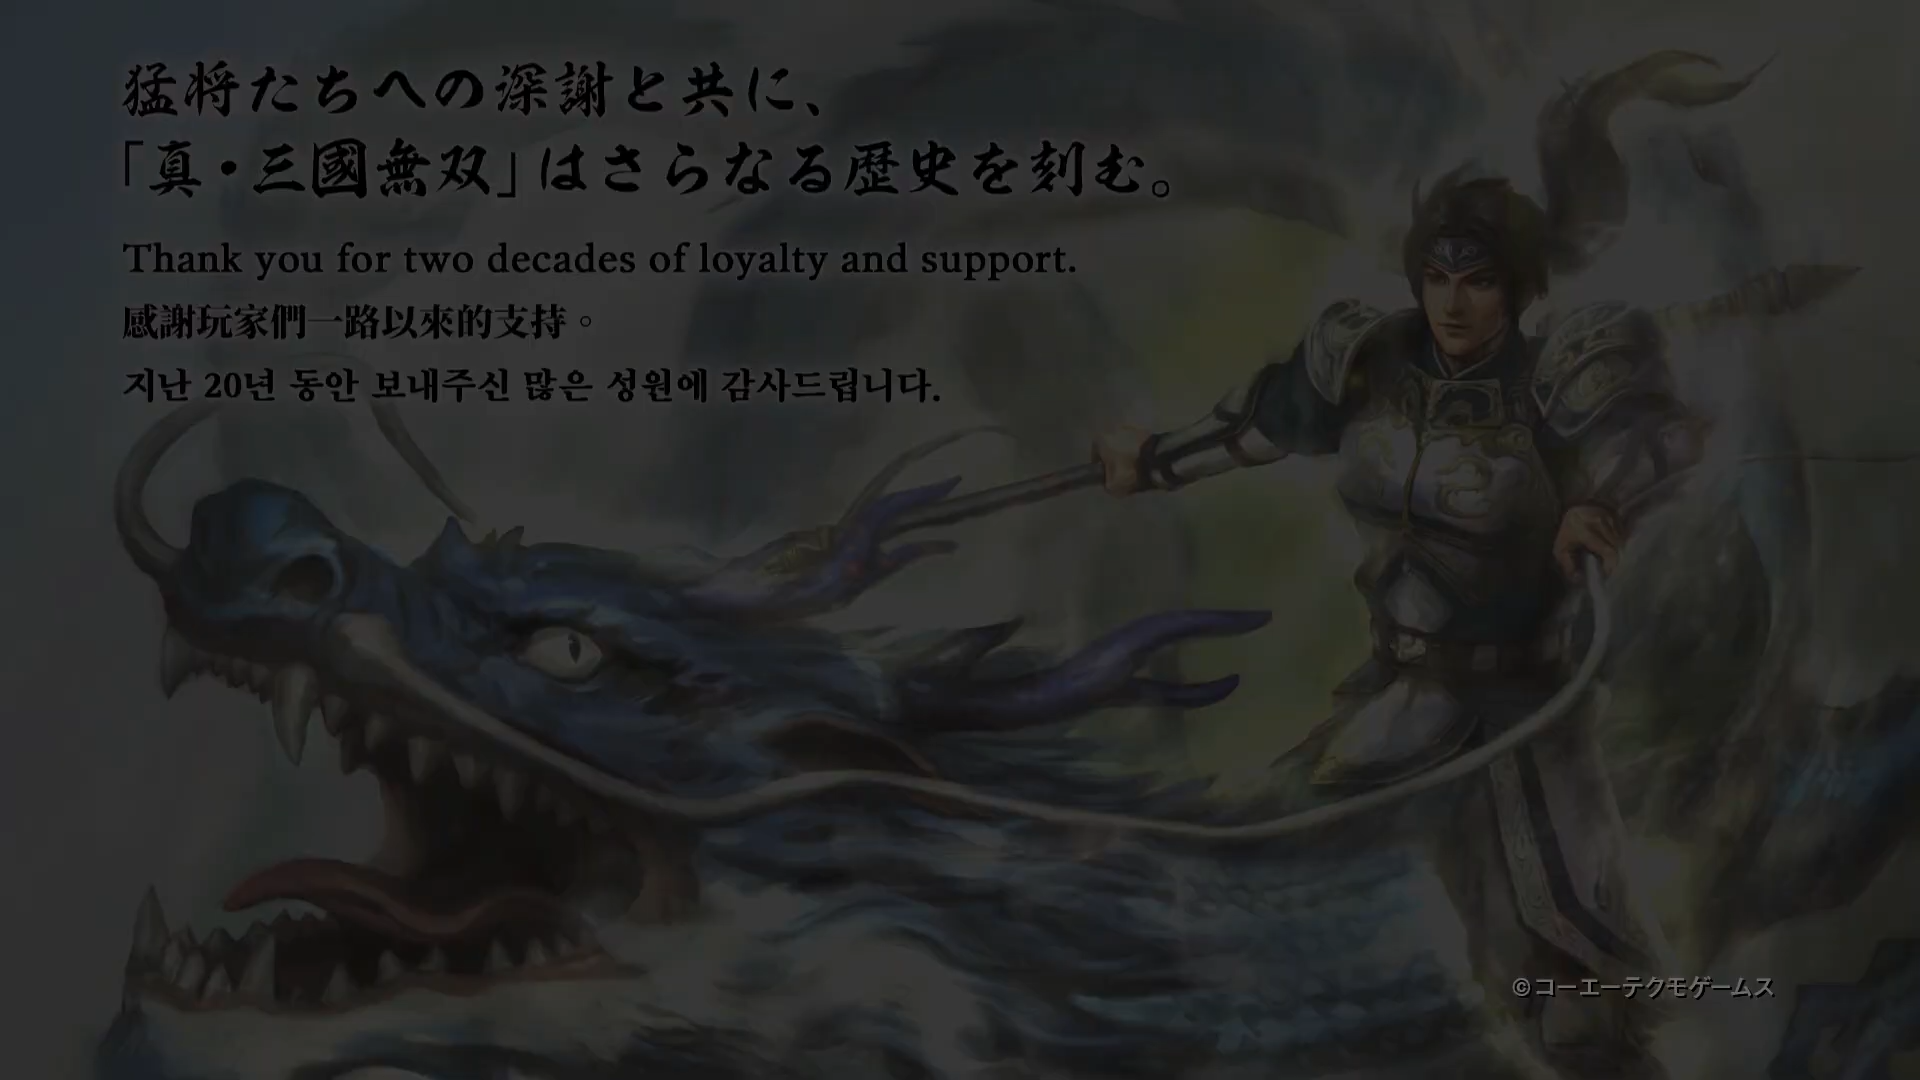 猛将たちへの深謝と共に、
「真・三國無双」はさらなる歴史を刻む。
Thank you for two decades of loyalty and support.
感謝玩家們一路以來的支持。
지난 20년 동안 보내주신 많은 성원에 감사드립니다.
©コーエーテクモゲームス